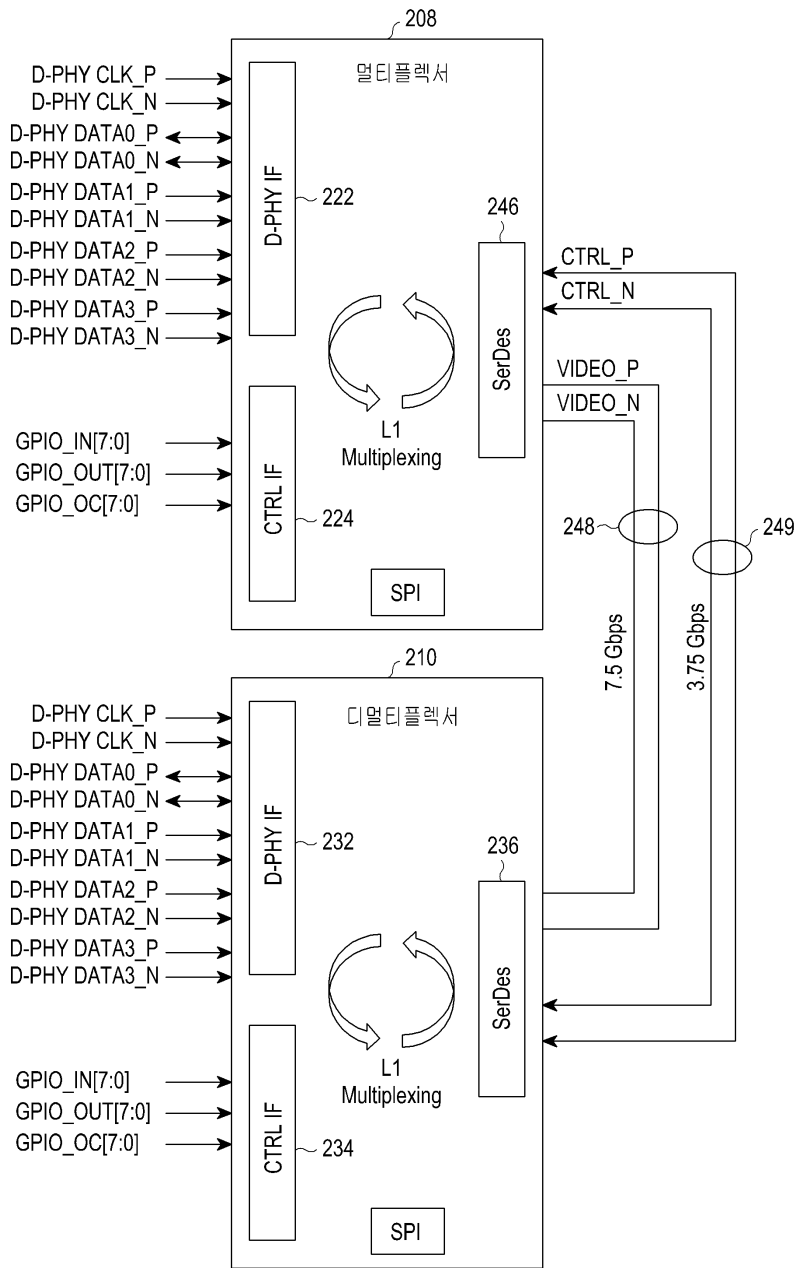 208
멀티플렉서
D-PHY CLK_P
D-PHY CLK_N
D-PHY DATA0_P
D-PHY DATA0_N
D-PHY DATA1_P
D-PHY DATA1_N
D-PHY DATA2_P
D-PHY DATA2_N
D-PHY DATA3_P
D-PHY DATA3_N
D-PHY IF
222
246
SerDes
CTRL_P
CTRL_N
VIDEO_P
VIDEO_N
L1
Multiplexing
GPIO_IN[7:0]
GPIO_OUT[7:0]
GPIO_OC[7:0]
CTRL IF
224
SPI
248
249
7.5 Gbps
3.75 Gbps
210
디멀티플렉서
D-PHY CLK_P
D-PHY CLK_N
D-PHY DATA0_P
D-PHY DATA0_N
D-PHY DATA1_P
D-PHY DATA1_N
D-PHY DATA2_P
D-PHY DATA2_N
D-PHY DATA3_P
D-PHY DATA3_N
D-PHY IF
232
236
SerDes
L1
Multiplexing
GPIO_IN[7:0]
GPIO_OUT[7:0]
GPIO_OC[7:0]
CTRL IF
234
SPI